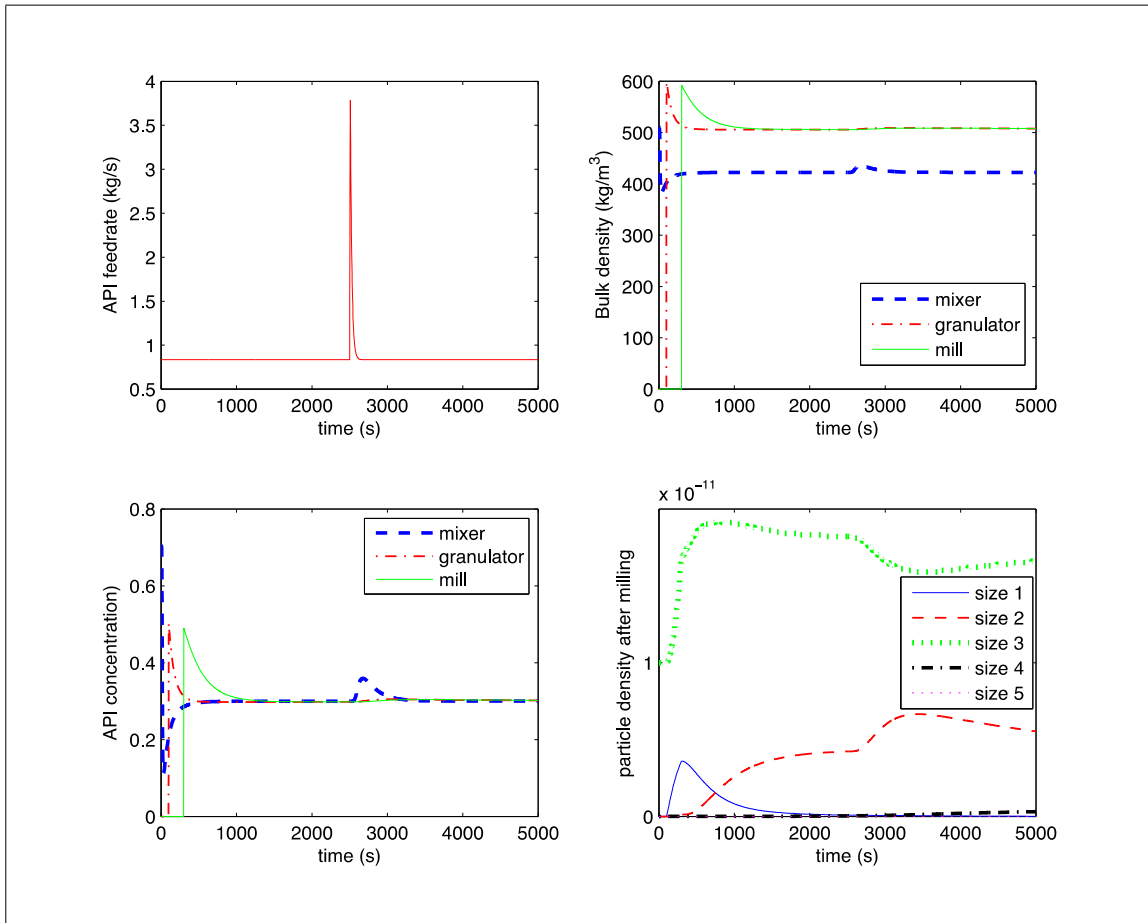 4
3.5
3
2.5
2
1.5
1
0.5
API feedrate (kg/s)
0 1000 2000 3000 4000 5000
time (s)
600
500
400
300
200
100
0
Bulk density (kg/m³)
mixer
granulator
mill
0 1000 2000 3000 4000 5000
time (s)
0.8
0.6
0.4
0.2
0
API concentration)
mixer
granulator
mill
0 1000 2000 3000 4000 5000
time (s)
x 10⁻¹¹
1
0
particle density after milling
size 1
size 2
size 3
size 4
size 5
0 1000 2000 3000 4000 5000
time (s)